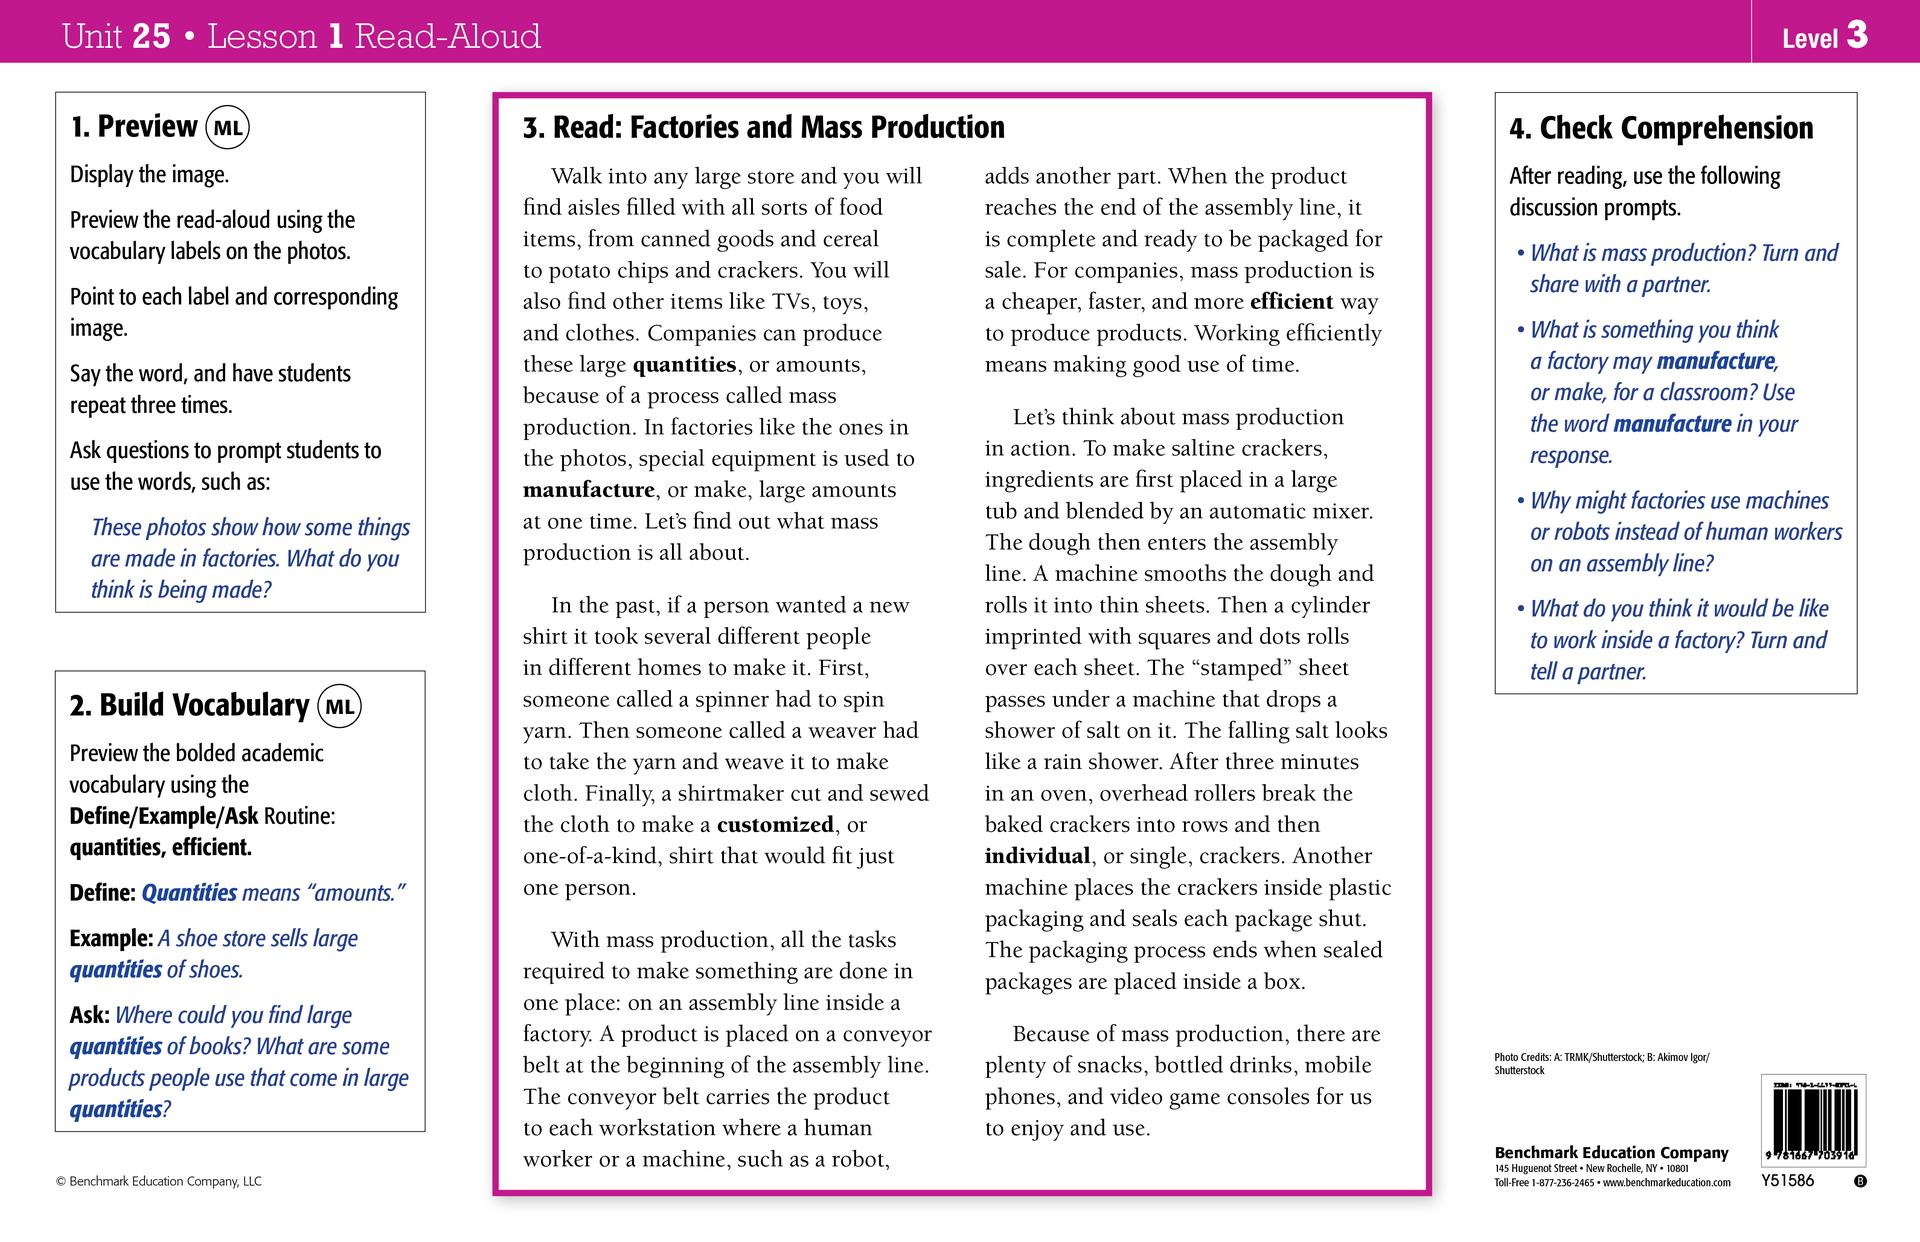 Unit 25 • Lesson 1 Read-Aloud
Level 3
1. Preview ML
Display the image.
Preview the read-aloud using the
vocabulary labels on the photos.
Point to each label and corresponding
image.
Say the word, and have students
repeat three times.
Ask questions to prompt students to
use the words, such as:
These photos show how some things
are made in factories. What do you
think is being made?
2. Build Vocabulary ML
Preview the bolded academic
vocabulary using the
Define/Example/Ask Routine:
quantities, efficient.
Define: Quantities means “amounts.”
Example: A shoe store sells large
quantities of shoes.
Ask: Where could you find large
quantities of books? What are some
products people use that come in large
quantities?
© Benchmark Education Company, LLC
3. Read: Factories and Mass Production
Walk into any large store and you will
find aisles filled with all sorts of food
items, from canned goods and cereal
to potato chips and crackers. You will
also find other items like TVs, toys,
and clothes. Companies can produce
these large quantities, or amounts,
because of a process called mass
production. In factories like the ones in
the photos, special equipment is used to
manufacture, or make, large amounts
at one time. Let’s find out what mass
production is all about.
In the past, if a person wanted a new
shirt it took several different people
in different homes to make it. First,
someone called a spinner had to spin
yarn. Then someone called a weaver had
to take the yarn and weave it to make
cloth. Finally, a shirtmaker cut and sewed
the cloth to make a customized, or
one-of-a-kind, shirt that would fit just
one person.
With mass production, all the tasks
required to make something are done in
one place: on an assembly line inside a
factory. A product is placed on a conveyor
belt at the beginning of the assembly line.
The conveyor belt carries the product
to each workstation where a human
worker or a machine, such as a robot,
adds another part. When the product
reaches the end of the assembly line, it
is complete and ready to be packaged for
sale. For companies, mass production is
a cheaper, faster, and more efficient way
to produce products. Working efficiently
means making good use of time.
Let’s think about mass production
in action. To make saltine crackers,
ingredients are first placed in a large
tub and blended by an automatic mixer.
The dough then enters the assembly
line. A machine smooths the dough and
rolls it into thin sheets. Then a cylinder
imprinted with squares and dots rolls
over each sheet. The “stamped” sheet
passes under a machine that drops a
shower of salt on it. The falling salt looks
like a rain shower. After three minutes
in an oven, overhead rollers break the
baked crackers into rows and then
individual, or single, crackers. Another
machine places the crackers inside plastic
packaging and seals each package shut.
The packaging process ends when sealed
packages are placed inside a box.
Because of mass production, there are
plenty of snacks, bottled drinks, mobile
phones, and video game consoles for us
to enjoy and use.
4. Check Comprehension
After reading, use the following
discussion prompts.
• What is mass production? Turn and
share with a partner.
• What is something you think
a factory may manufacture,
or make, for a classroom? Use
the word manufacture in your
response.
• Why might factories use machines
or robots instead of human workers
on an assembly line?
• What do you think it would be like
to work inside a factory? Turn and
tell a partner.
Photo Credits: A: TRMK/Shutterstock; B: Akimov Igor/
Shutterstock
Benchmark Education Company
145 Huguenot Street • New Rochelle, NY • 10801
Toll-Free 1-877-236-2465 • www.benchmarkeducation.com
9 781667 703916
Y51586
B